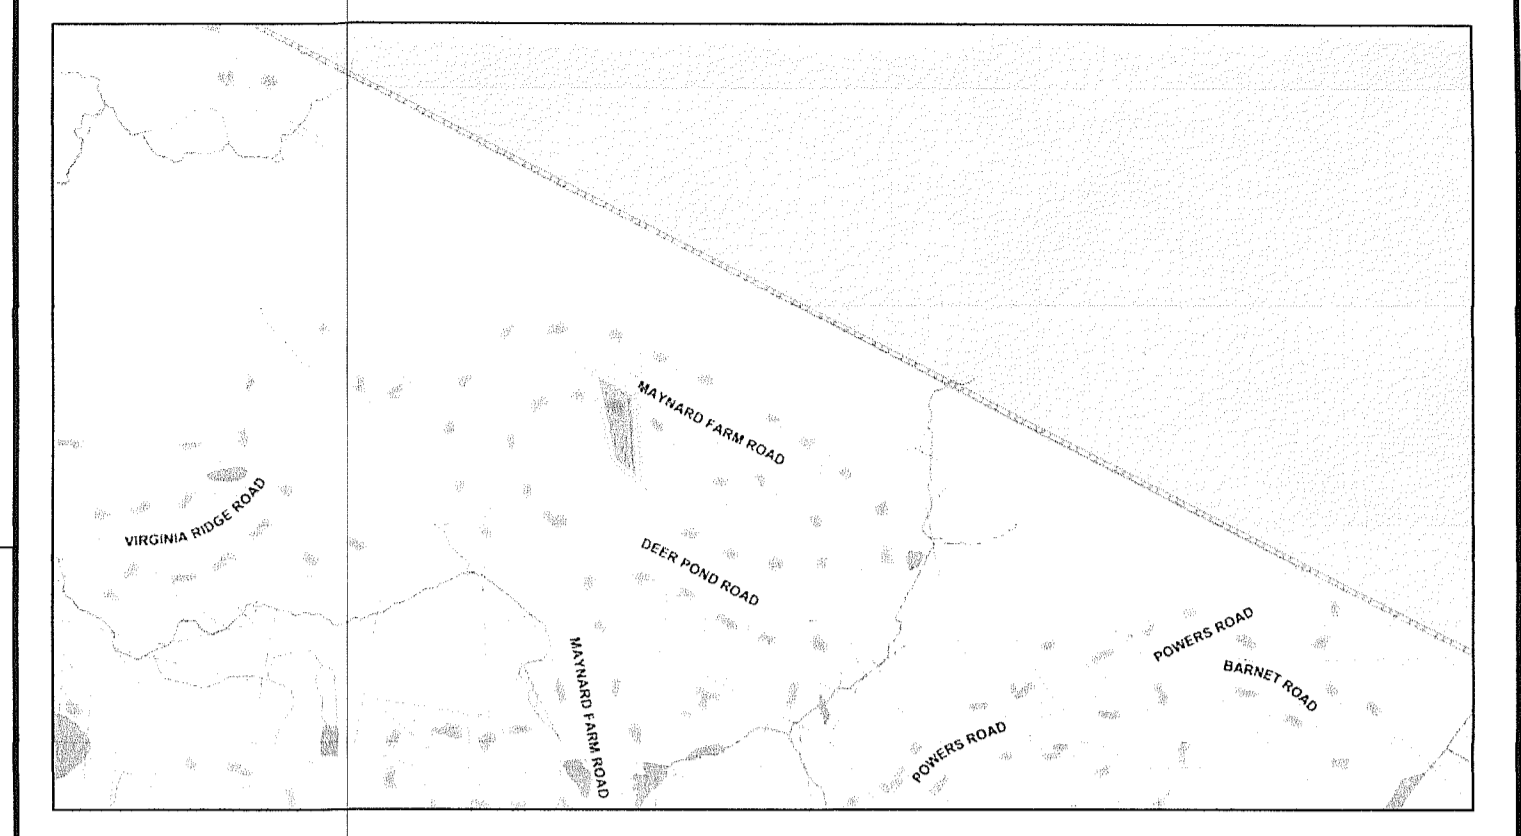 MAYNARD FARM ROAD
VIRGINIA RIDGE ROAD
DEER POND ROAD
POWERS ROAD
MAYNARD FARM ROAD
BARNET ROAD
POWERS ROAD